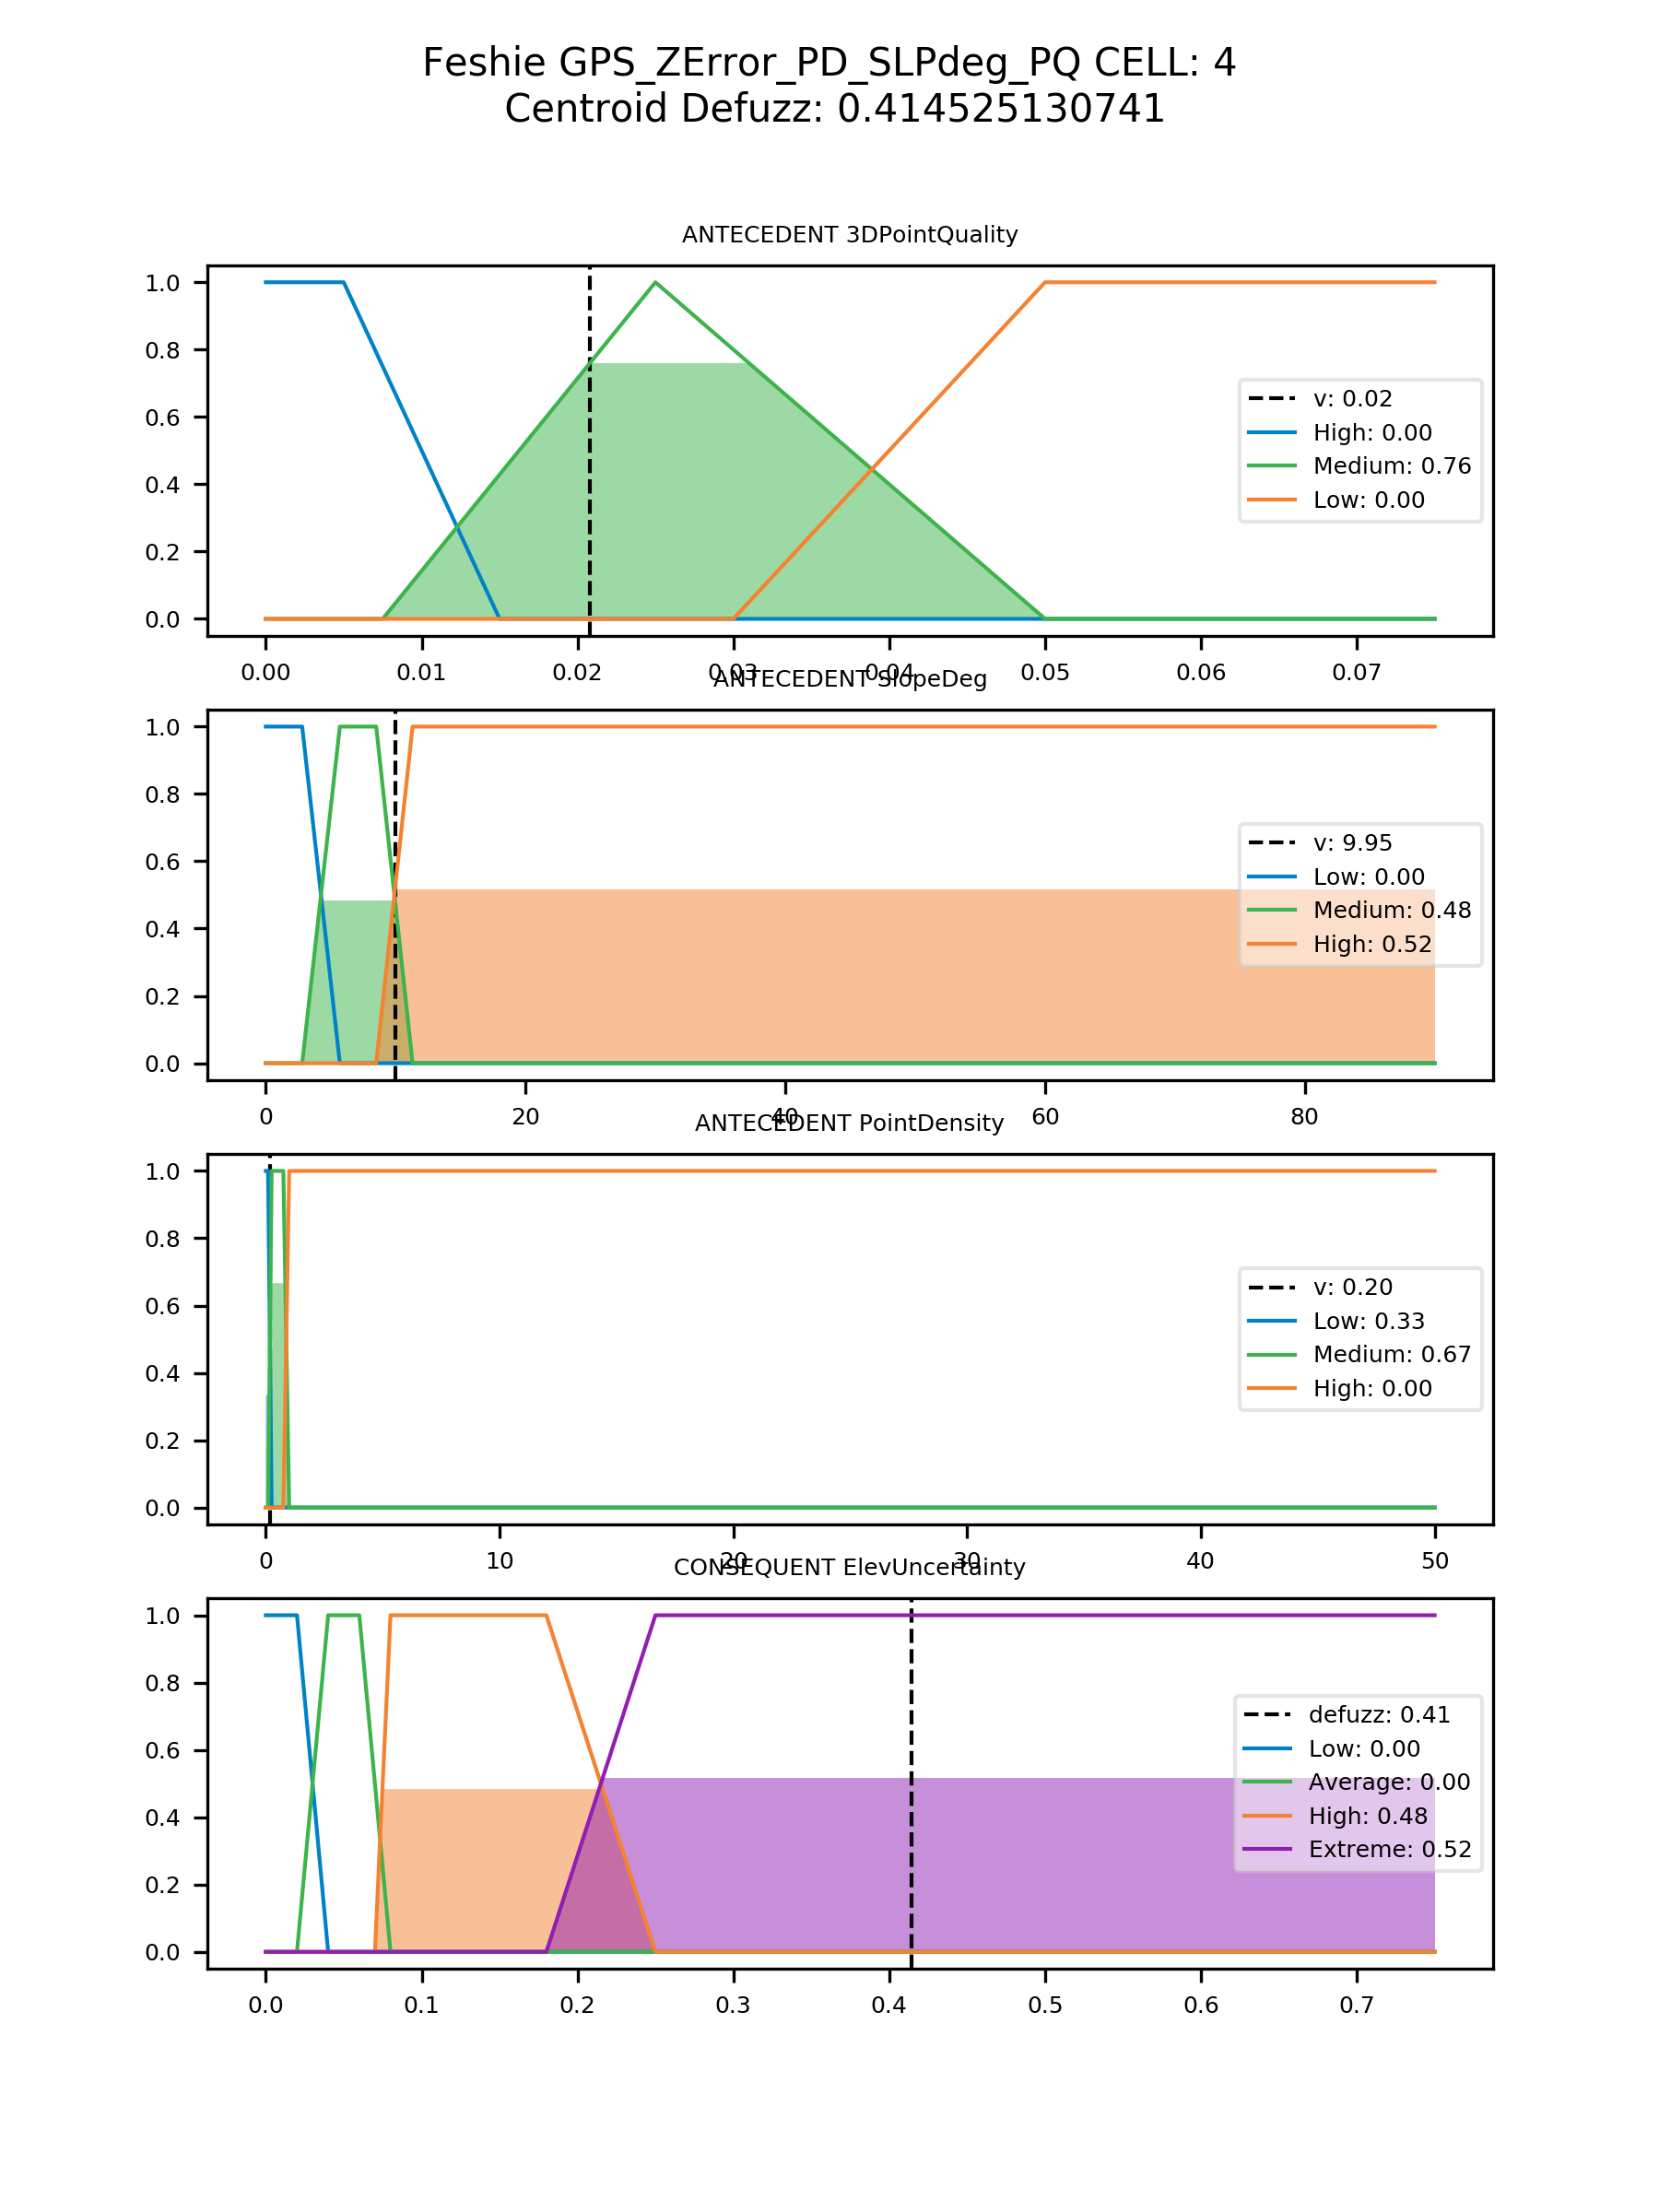 Feshie GPS_ZError_PD_SLPdeg_PQ CELL: 4
Centroid Defuzz: 0.414525130741
ANTECEDENT 3DPointQuality
1.0
0.8
0.6
0.4
0.2
0.0
v: 0.02
High: 0.00
Medium: 0.76
Low: 0.00
0.00 0.01 0.02 0.03 0.04 0.05 0.06 0.07
ANTECEDENT SlopeDeg
1.0
0.8
0.6
0.4
0.2
0.0
v: 9.95
Low: 0.00
Medium: 0.48
High: 0.52
0 20 40 60 80
ANTECEDENT PointDensity
1.0
0.8
0.6
0.4
0.2
0.0
v: 0.20
Low: 0.33
Medium: 0.67
High: 0.00
0 10 20 30 40 50
CONSEQUENT ElevUncertainty
1.0
0.8
0.6
0.4
0.2
0.0
defuzz: 0.41
Low: 0.00
Average: 0.00
High: 0.48
Extreme: 0.52
0.0 0.1 0.2 0.3 0.4 0.5 0.6 0.7